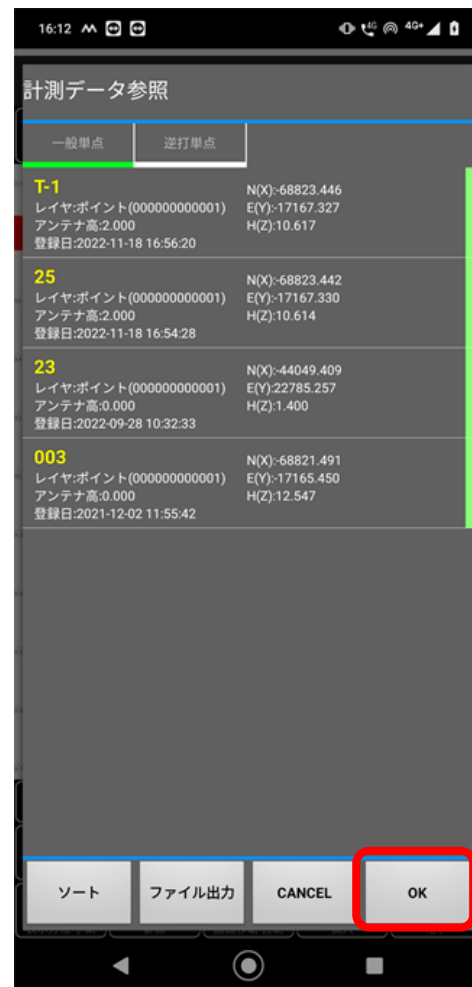 16:12
4G 4G+
計測データ参照
一般単点 逆打単点
T-1
レイヤ:ポイント(000000000001)
アンテナ高:2.000
登録日:2022-11-18 16:56:20
N(X):-68823.446
E(Y):-17167.327
H(Z):10.617
25
レイヤ:ポイント(000000000001)
アンテナ高:2.000
登録日:2022-11-18 16:54:28
N(X):-68823.442
E(Y):-17167.330
H(Z):10.614
23
レイヤ:ポイント(000000000001)
アンテナ高:0.000
登録日:2022-09-28 10:32:33
N(X):-44049.409
E(Y):22785.257
H(Z):1.400
003
レイヤ:ポイント(000000000001)
アンテナ高:0.000
登録日:2021-12-02 11:55:42
N(X):-68821.491
E(Y):-17165.450
H(Z):12.547
ソート ファイル出力 CANCEL OK